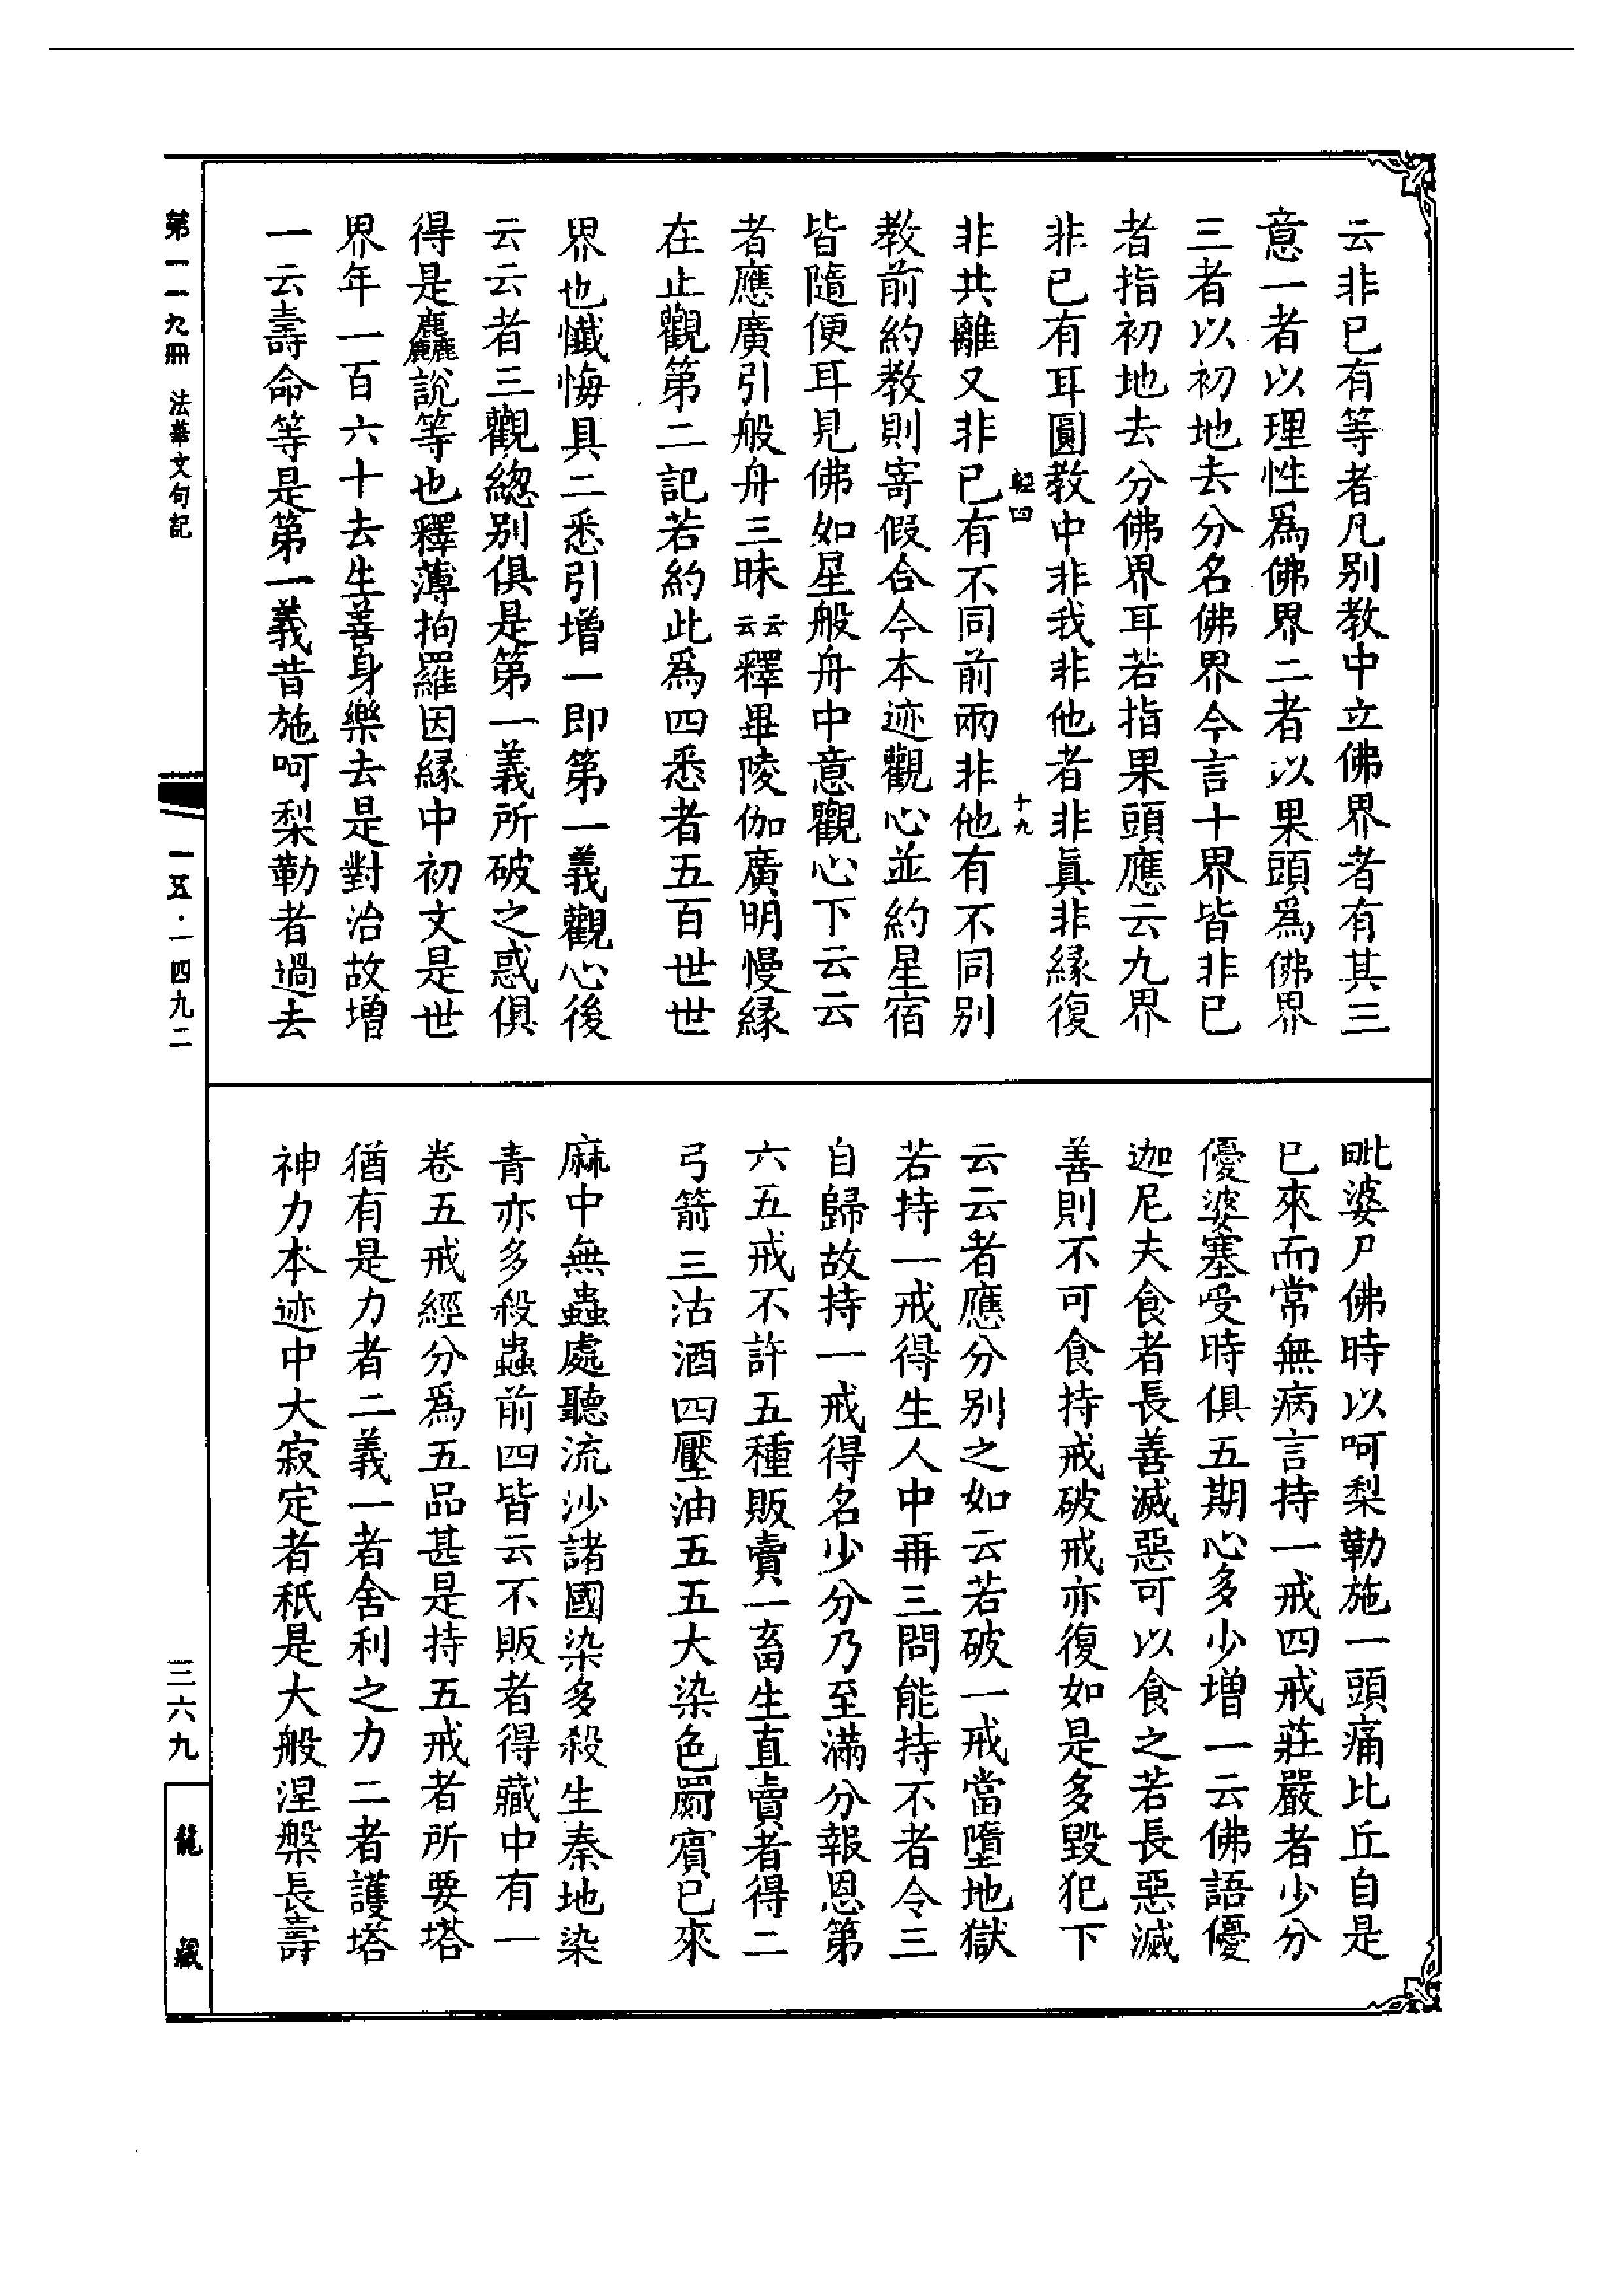 云非已有等者凡别教中立佛界者有其三
意一者以理性爲佛界二者以果頭爲佛界
三者以初地去分名佛界今言十界皆非已
者指初地去分佛界耳若指果頭應云九界
非已有耳圓教中非我非他者非眞非緣復
十九
非共離又非已有不同前兩非他有不同别
教前約教則寄假合今本迹觀心並約星宿
皆隨便耳見佛如星般舟中意觀心下云云
者應廣引般舟三昧云云釋畢陵伽廣明慢緣
在止觀第二記若約此爲四悉者五百世世
界也懺悔具二悉引增一即第一義觀心後
云云者三觀總别俱是第一義所破之惑俱
得是麤說等也釋薄拘羅因緣中初文是世
界年一百六十去生善身樂去是對治故增
一云壽命等是第一義昔施呵梨勒者過去
毗婆尸佛時以呵梨勒施一頭痛比丘自是
已來而常無病言持一戒四戒莊嚴者少分
優婆塞受時俱五期心多少增一云佛語優
迦尼夫食者長善滅惡可以食之若長惡滅
善則不可食持戒破戒亦復如是多毀犯下
云云者應分别之如云若破一戒當墮地獄
若持一戒得生人中再三問能持不者令三
自歸故持一戒得名少分乃至滿分報恩第
六五戒不許五種販賣一畜生直賣者得二
弓箭三沽酒四壓油五五大染色罽賓已來
麻中無蟲處聽流沙諸國染多殺生秦地染
青亦多殺蟲前四皆云不販者得藏中有一
卷五戒經分爲五品甚是持五戒者所要塔
猶有是力者二義一者舍利之力二者護塔
神力本迹中大寂定者秖是大般涅槃長壽
第一一九冊 法華文句記
一五·一四九二
三六九
龍藏